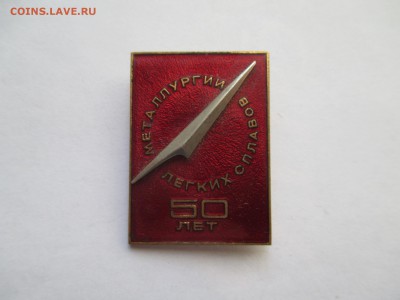 COINS.LAVE.RU
МЕТАЛЛУРГИИ
ЛЕГКИХ СПЛАВОВ
50
ЛЕТ